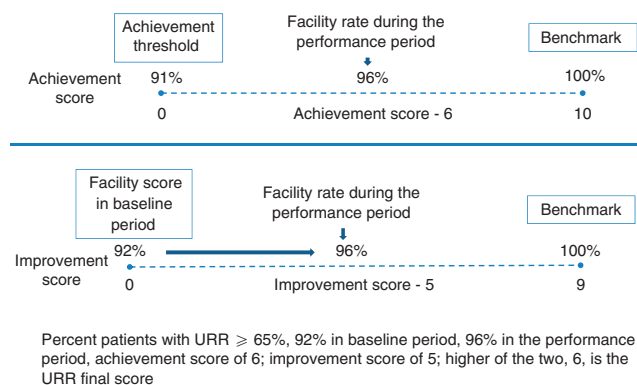 Achievement
threshold
Facility rate during the
performance period
Benchmark
Achievement
score
91%
96%
100%
0
Achievement score - 6
10
Facility score
in baseline
period
Facility rate during the
performance period
Benchmark
Improvement
score
92%
96%
100%
0
Improvement score - 5
9
Percent patients with URR ⩾ 65%, 92% in baseline period, 96% in the performance
period, achievement score of 6; improvement score of 5; higher of the two, 6, is the
URR final score